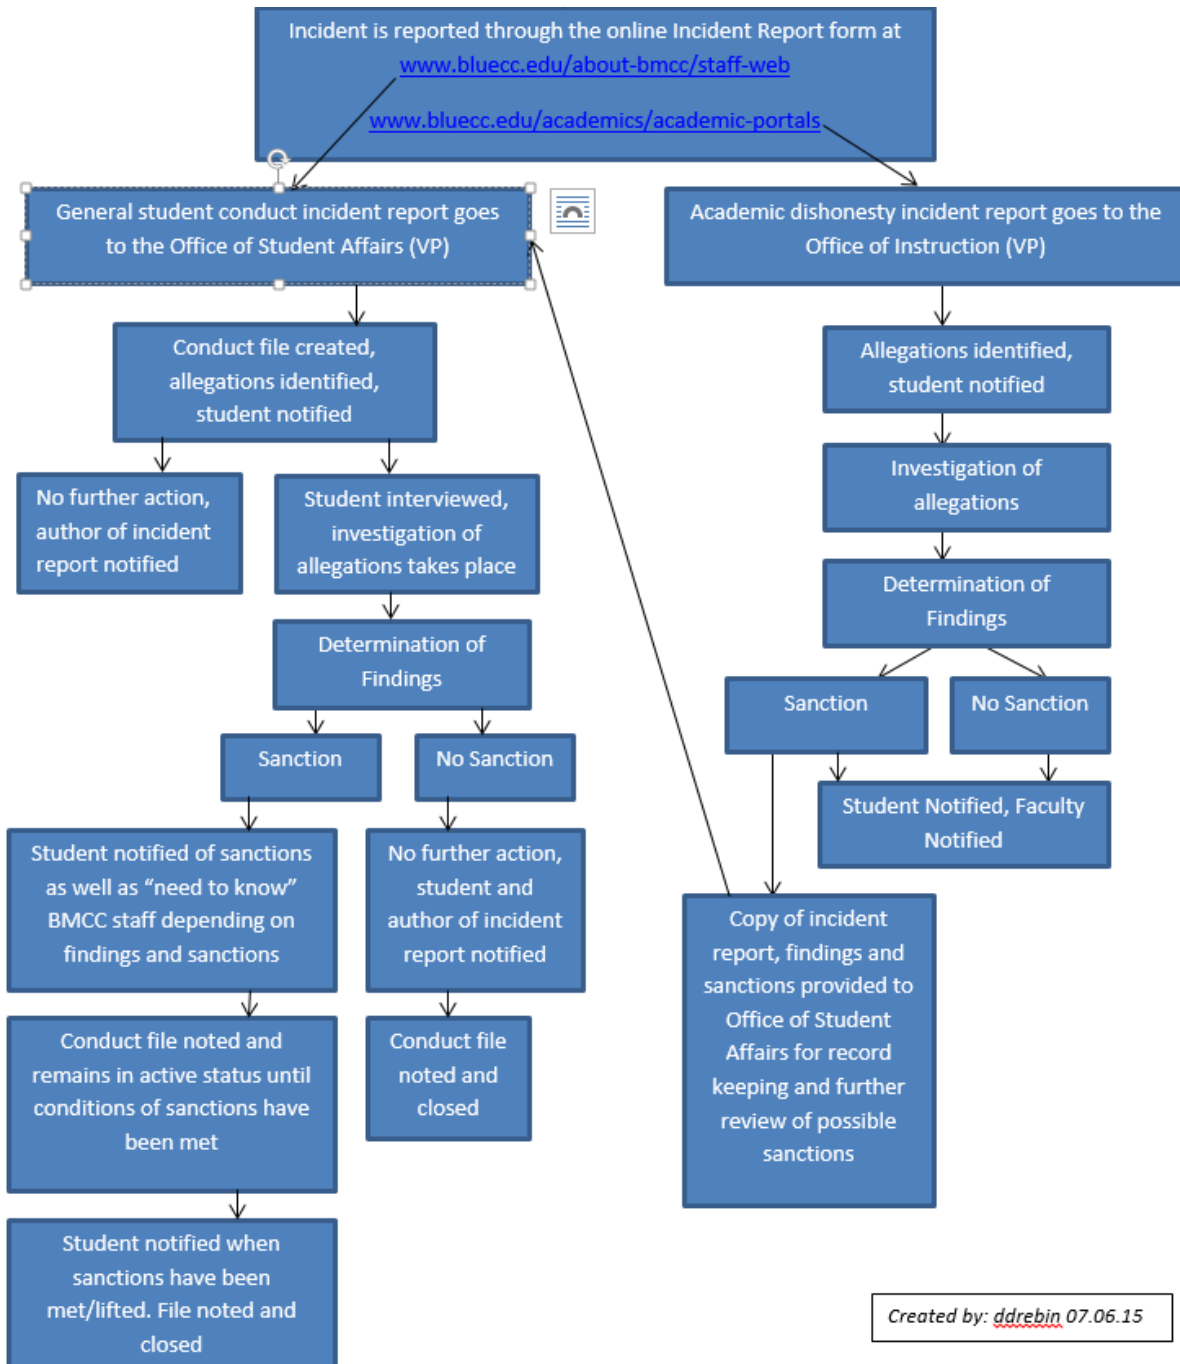 Incident is reported through the online Incident Report form at
www.bluecc.edu/about-bmcc/staff-web
www.bluecc.edu/academics/academic-portals
General student conduct incident report goes
to the Office of Student Affairs (VP)
Academic dishonesty incident report goes to the
Office of Instruction (VP)
Conduct file created,
allegations identified,
student notified
Allegations identified,
student notified
No further action,
author of incident
report notified
Student interviewed,
investigation of
allegations takes place
Investigation of
allegations
Determination of
Findings
Determination of
Findings
Sanction
No Sanction
Sanction
No Sanction
Student Notified, Faculty
Notified
Student notified of sanctions
as well as “need to know”
BMCC staff depending on
findings and sanctions
No further action,
student and
author of incident
report notified
Copy of incident
report, findings and
sanctions provided to
Office of Student
Affairs for record
keeping and further
review of possible
sanctions
Conduct file noted and
remains in active status until
conditions of sanctions have
been met
Conduct file
noted and
closed
Student notified when
sanctions have been
met/lifted. File noted and
closed
Created by: ddrebin 07.06.15